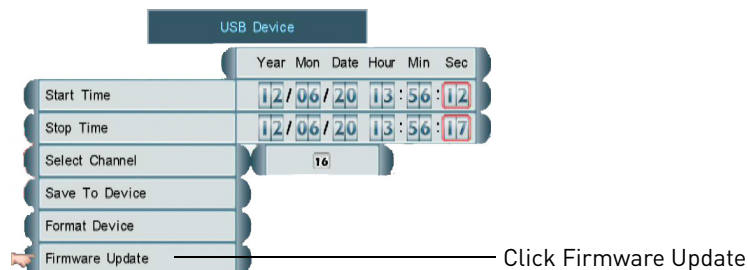 USB Device
Year Mon Date Hour Min Sec
Start Time 12/06/20 13:56:12
Stop Time 12/06/20 13:56:17
Select Channel 16
Save To Device
Format Device
Firmware Update Click Firmware Update